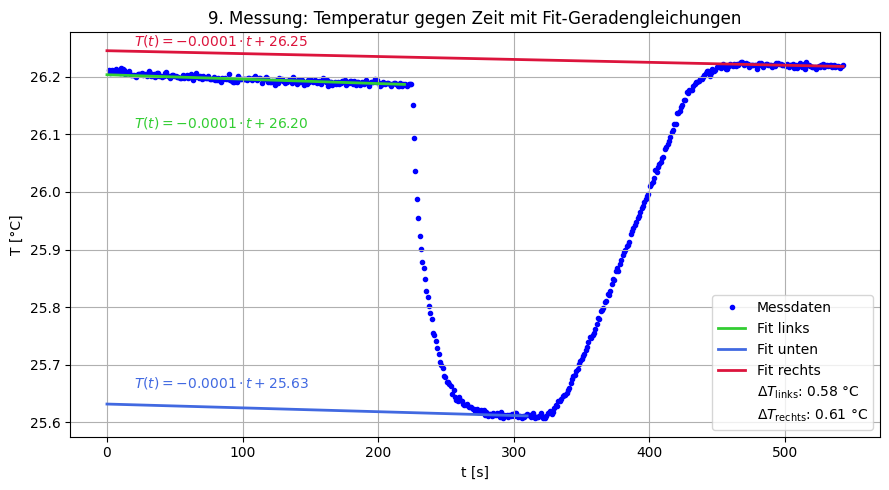 9. Messung: Temperatur gegen Zeit mit Fit-Geradengleichungen
T(t) = −0.0001 · t + 26.25
T(t) = −0.0001 · t + 26.20
T(t) = −0.0001 · t + 25.63
T [°C]
26.2
26.1
26.0
25.9
25.8
25.7
25.6
0 100 200 300 400 500
t [s]
Messdaten
Fit links
Fit unten
Fit rechts
ΔT_links: 0.58 °C
ΔT_rechts: 0.61 °C